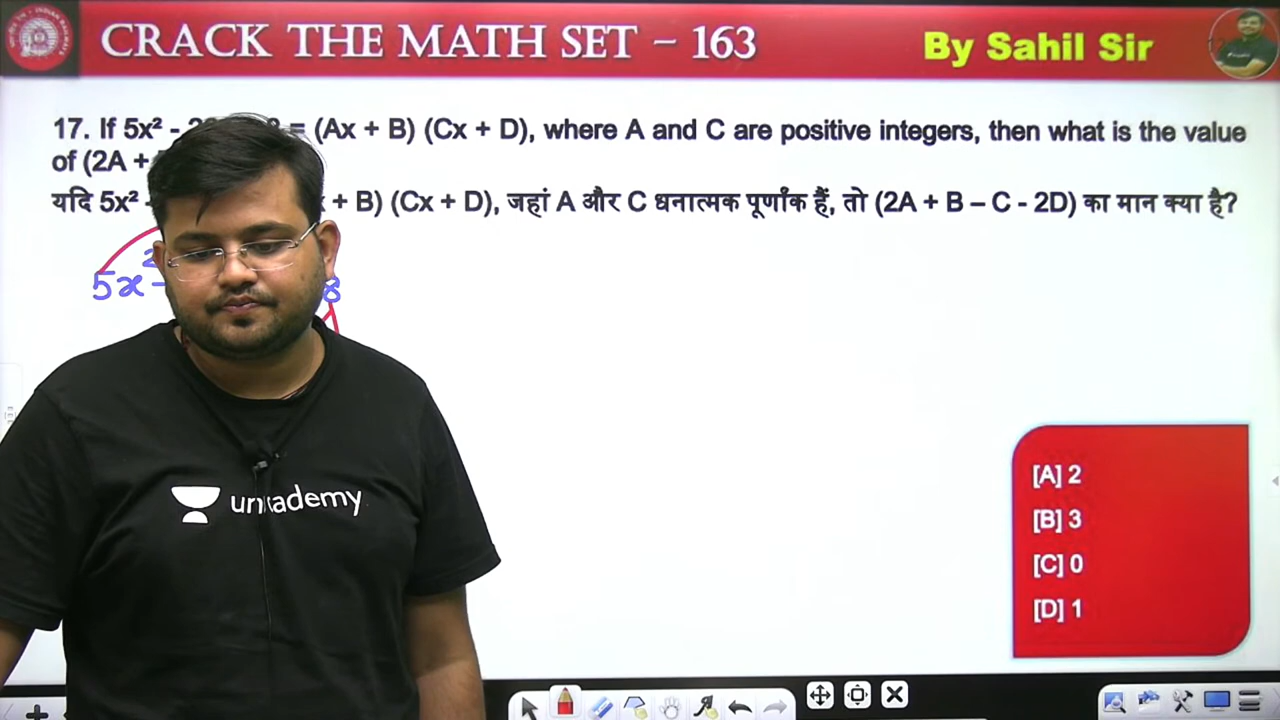 CRACK THE MATH SET - 163
By Sahil Sir
17. If 5x² - = (Ax + B) (Cx + D), where A and C are positive integers, then what is the value
of (2A +
यदि 5x² + B) (Cx + D), जहां A और C धनात्मक पूर्णांक हैं, तो (2A + B – C - 2D) का मान क्या है?
5x² - 8
unacademy
[A] 2
[B] 3
[C] 0
[D] 1